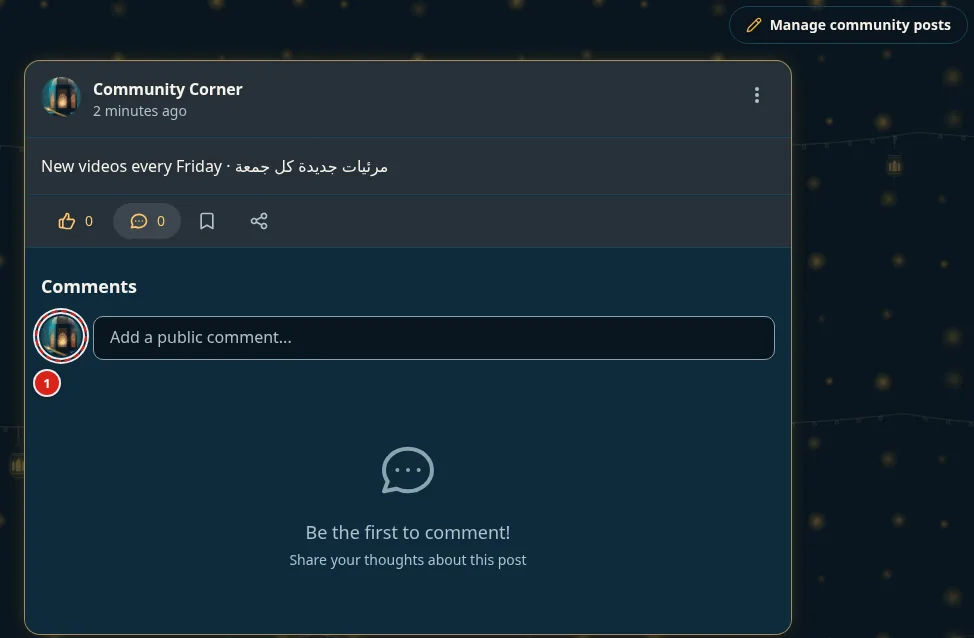 Manage community posts
Community Corner
2 minutes ago
New videos every Friday · مرئيات جديدة كل جمعة
0 0
Comments
Add a public comment...
1
Be the first to comment!
Share your thoughts about this post